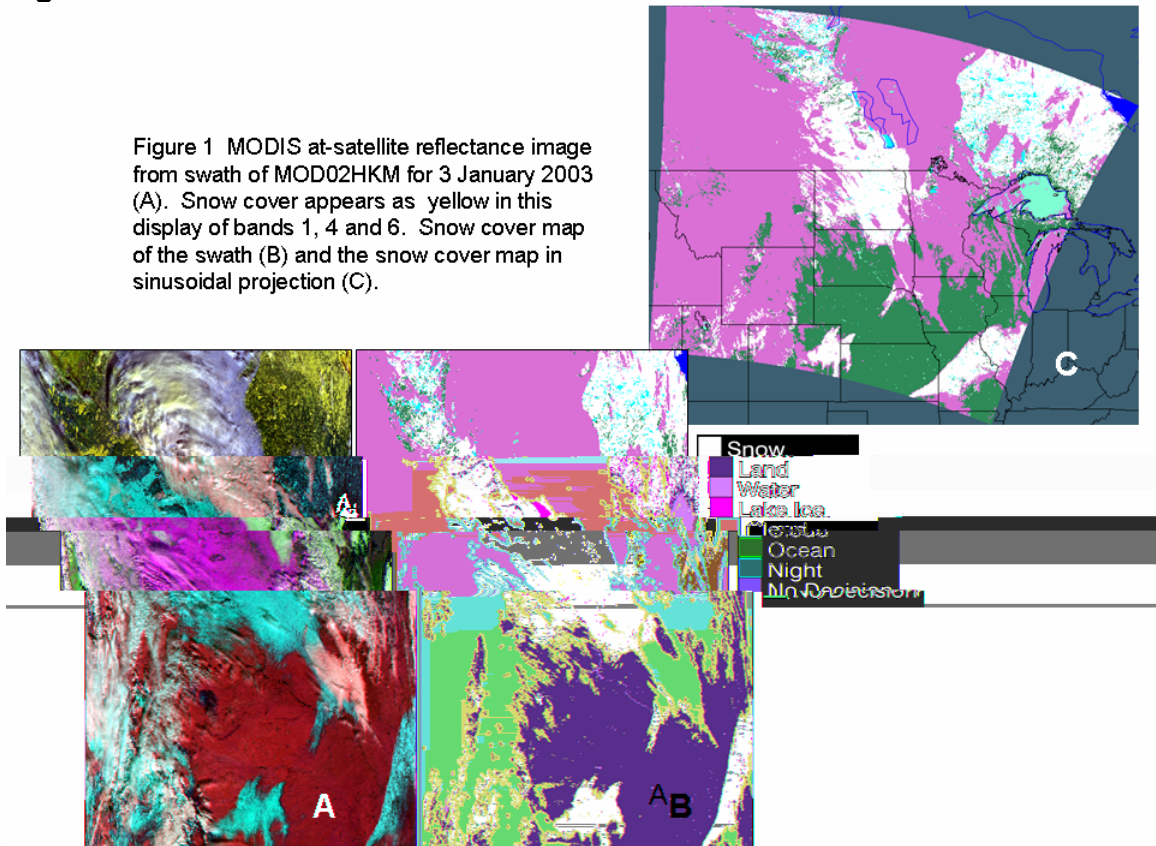 Figure 1 MODIS at-satellite reflectance image
from swath of MOD02HKM for 3 January 2003
(A). Snow cover appears as yellow in this
display of bands 1, 4 and 6. Snow cover map
of the swath (B) and the snow cover map in
sinusoidal projection (C).
C
Snow
Land
Water
Lake Ice
Ocean
Night
No Decision
A
A
A
B